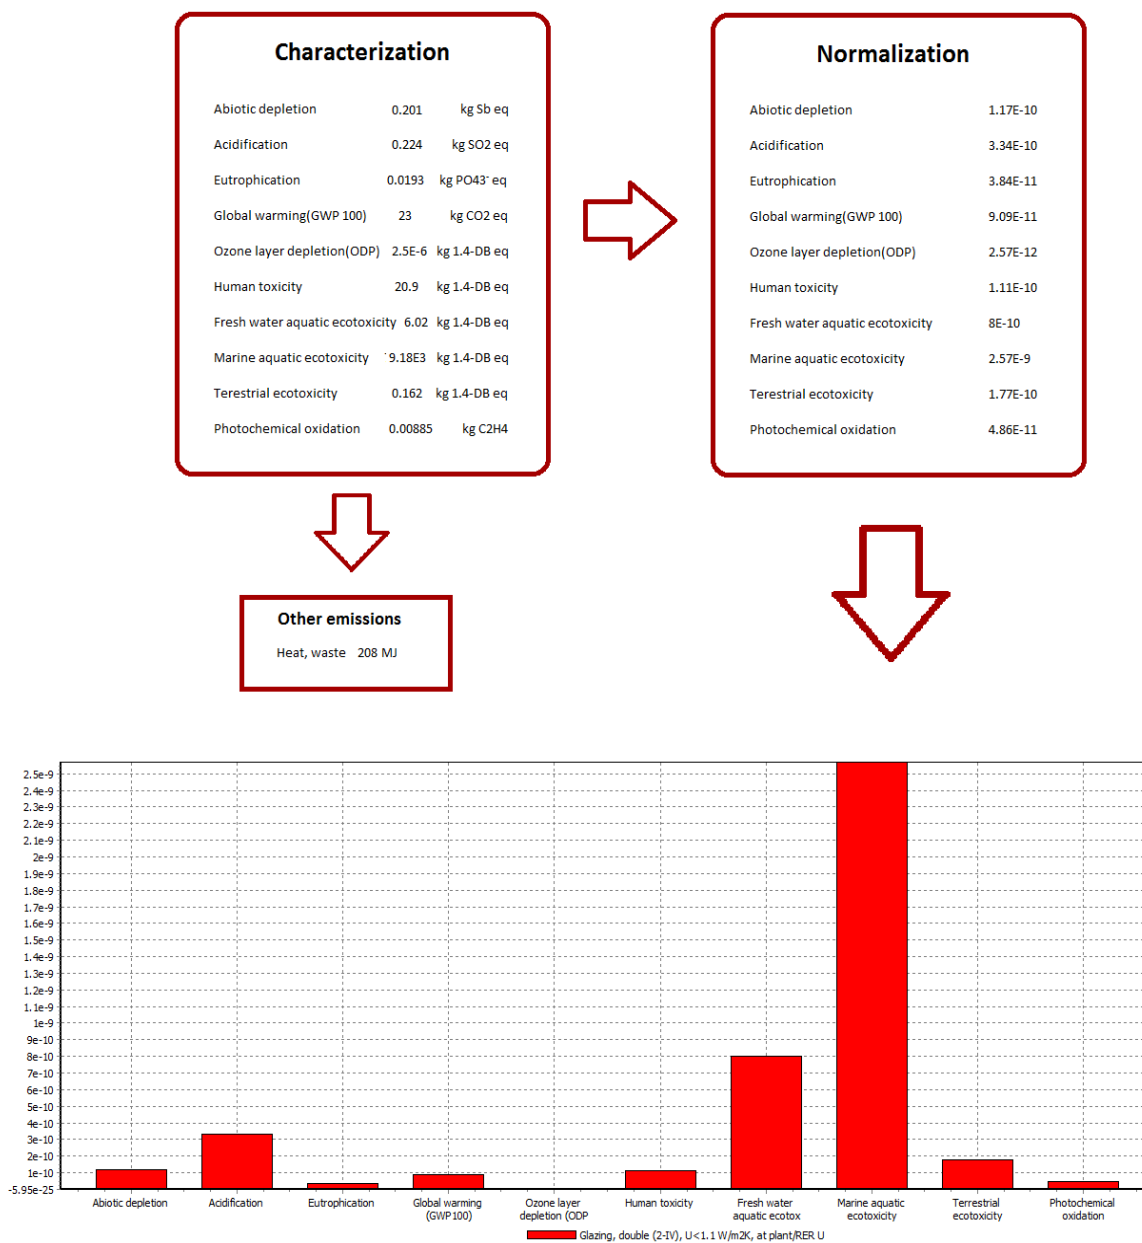 Characterization
Abiotic depletion 0.201 kg Sb eq
Acidification 0.224 kg SO2 eq
Eutrophication 0.0193 kg PO43⁻ eq
Global warming(GWP 100) 23 kg CO2 eq
Ozone layer depletion(ODP) 2.5E-6 kg 1.4-DB eq
Human toxicity 20.9 kg 1.4-DB eq
Fresh water aquatic ecotoxicity 6.02 kg 1.4-DB eq
Marine aquatic ecotoxicity 9.18E3 kg 1.4-DB eq
Terestrial ecotoxicity 0.162 kg 1.4-DB eq
Photochemical oxidation 0.00885 kg C2H4
Normalization
Abiotic depletion 1.17E-10
Acidification 3.34E-10
Eutrophication 3.84E-11
Global warming(GWP 100) 9.09E-11
Ozone layer depletion(ODP) 2.57E-12
Human toxicity 1.11E-10
Fresh water aquatic ecotoxicity 8E-10
Marine aquatic ecotoxicity 2.57E-9
Terestrial ecotoxicity 1.77E-10
Photochemical oxidation 4.86E-11
Other emissions
Heat, waste 208 MJ
2.5e-9
2.4e-9
2.3e-9
2.2e-9
2.1e-9
2e-9
1.9e-9
1.8e-9
1.7e-9
1.6e-9
1.5e-9
1.4e-9
1.3e-9
1.2e-9
1.1e-9
1e-9
9e-10
8e-10
7e-10
6e-10
5e-10
4e-10
3e-10
2e-10
1e-10
-5.95e-25
Abiotic depletion
Acidification
Eutrophication
Global warming
(GWP100)
Ozone layer
depletion (ODP
Human toxicity
Fresh water
aquatic ecotox
Marine aquatic
ecotoxicity
Terrestrial
ecotoxicity
Photochemical
oxidation
Glazing, double (2-IV), U<1.1 W/m2K, at plant/RER U